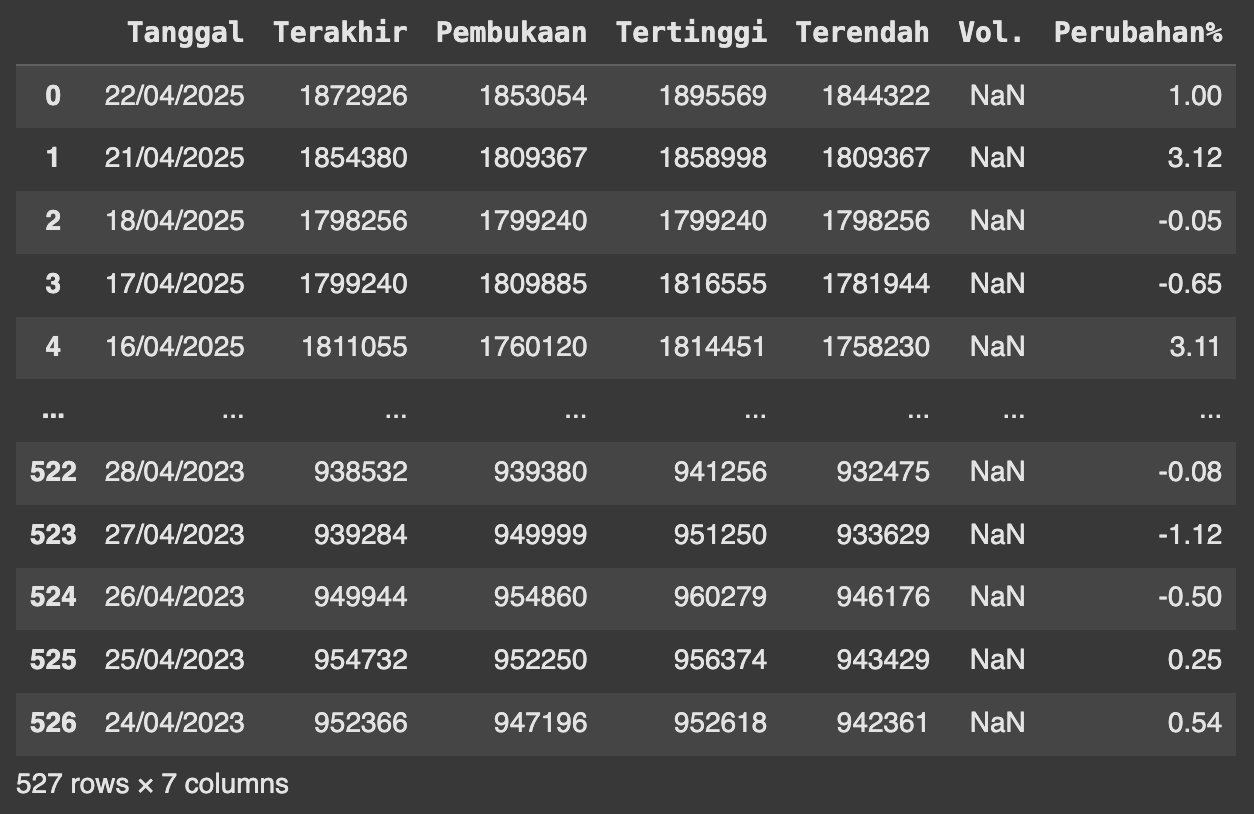 Tanggal Terakhir Pembukaan Tertinggi Terendah Vol. Perubahan%
0 22/04/2025 1872926 1853054 1895569 1844322 NaN 1.00
1 21/04/2025 1854380 1809367 1858998 1809367 NaN 3.12
2 18/04/2025 1798256 1799240 1799240 1798256 NaN -0.05
3 17/04/2025 1799240 1809885 1816555 1781944 NaN -0.65
4 16/04/2025 1811055 1760120 1814451 1758230 NaN 3.11
... ... ... ... ... ... ... ...
522 28/04/2023 938532 939380 941256 932475 NaN -0.08
523 27/04/2023 939284 949999 951250 933629 NaN -1.12
524 26/04/2023 949944 954860 960279 946176 NaN -0.50
525 25/04/2023 954732 952250 956374 943429 NaN 0.25
526 24/04/2023 952366 947196 952618 942361 NaN 0.54
527 rows × 7 columns